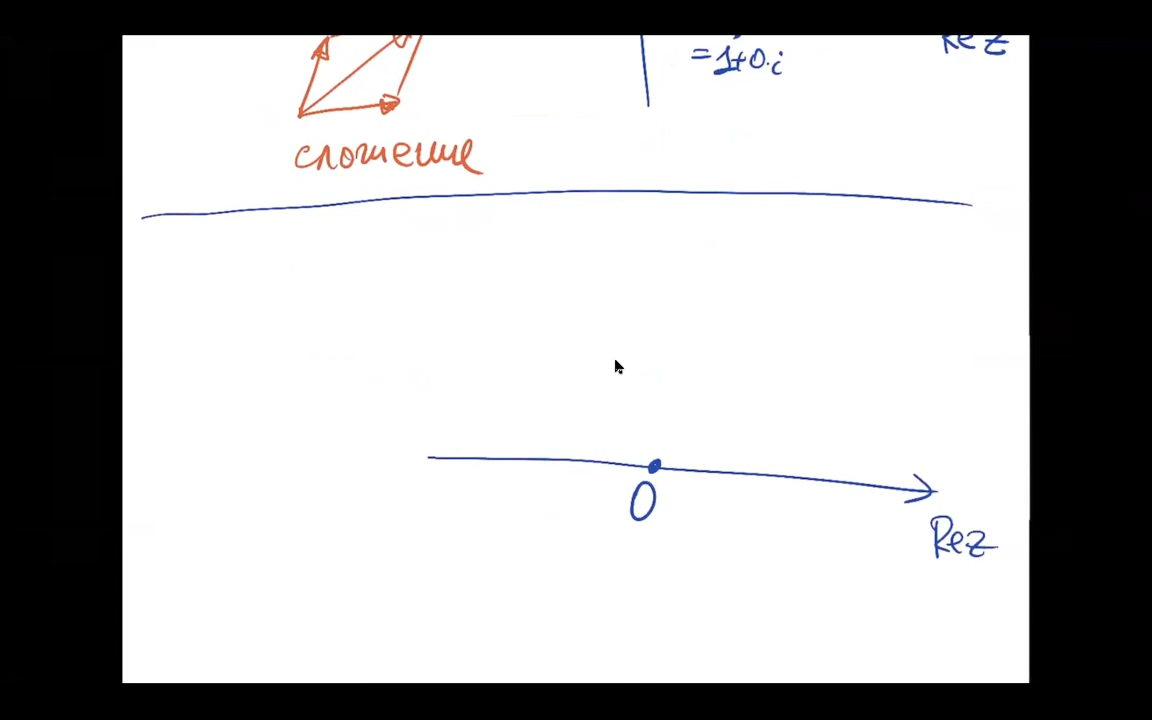 = 1+0·i
Re z
сложение
0
Re z